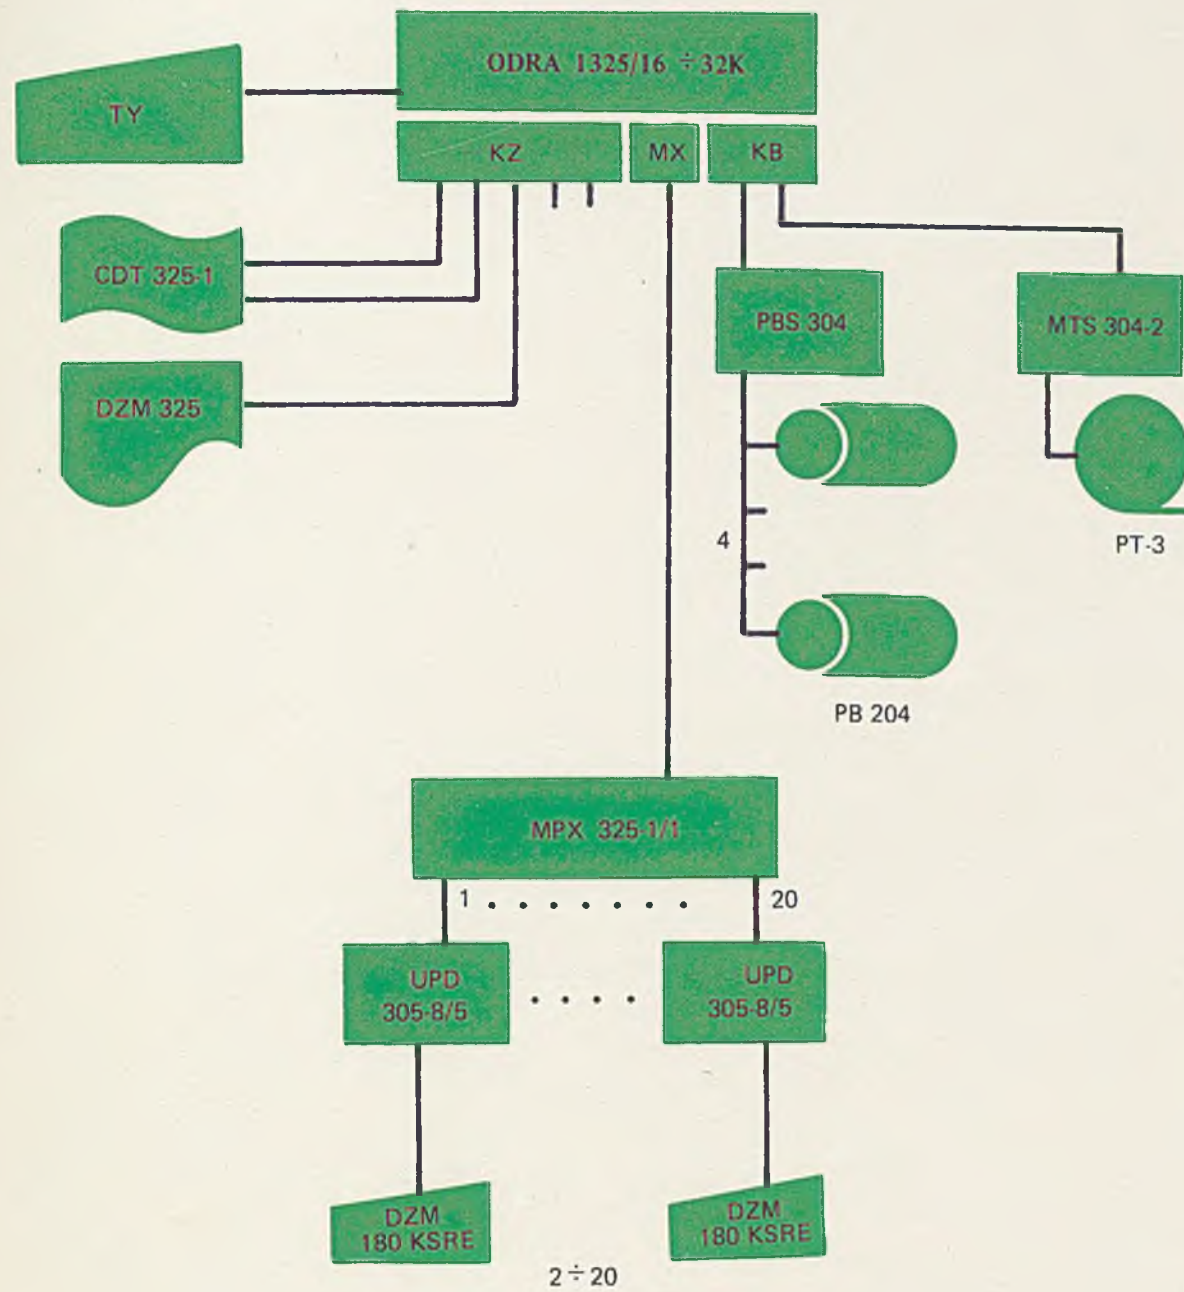 ODRA 1325/16 ÷ 32K
TY
KZ
MX
KB
CDT 325-1
PBS 304
MTS 304-2
DZM 325
4
PT-3
PB 204
MPX 325-1/1
1 . . . . . . . 20
UPD
305-8/5
. . . .
UPD
305-8/5
DZM
180 KSRE
DZM
180 KSRE
2 ÷ 20